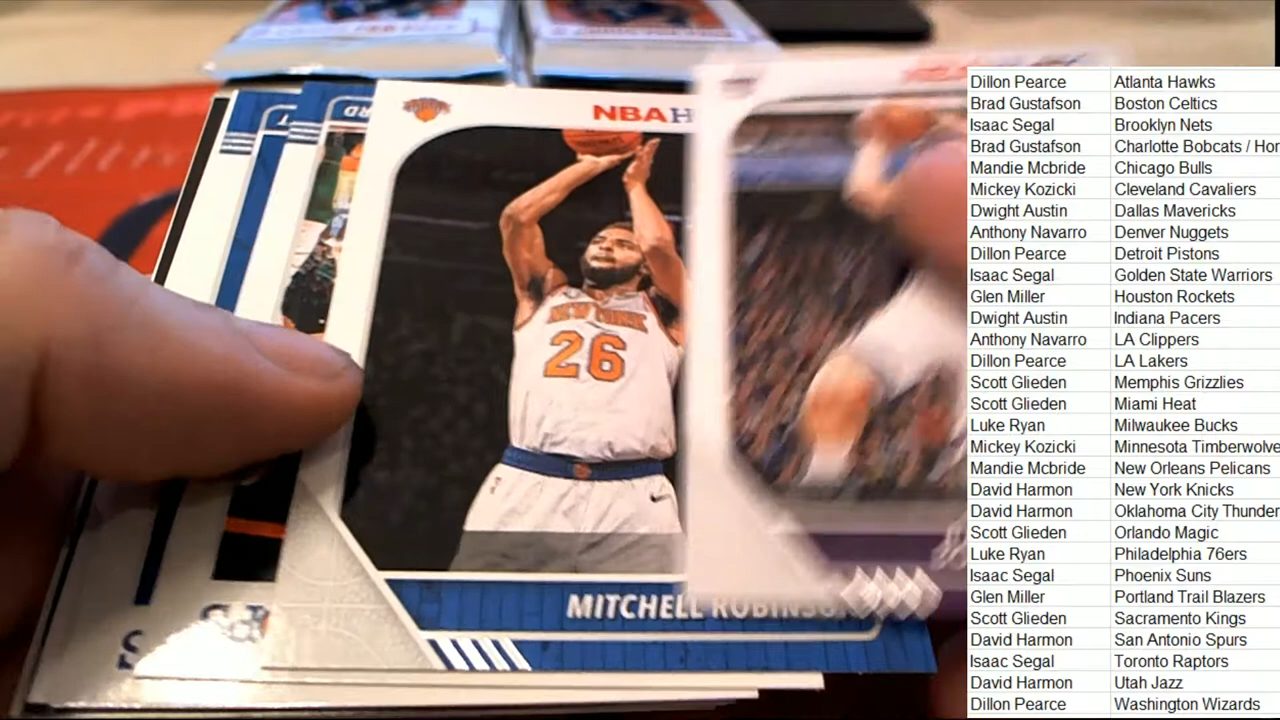 NBA H
NEW YORK
26
MITCHELL ROBINSON
Dillon Pearce Atlanta Hawks
Brad Gustafson Boston Celtics
Isaac Segal Brooklyn Nets
Brad Gustafson Charlotte Bobcats / Hor
Mandie Mcbride Chicago Bulls
Mickey Kozicki Cleveland Cavaliers
Dwight Austin Dallas Mavericks
Anthony Navarro Denver Nuggets
Dillon Pearce Detroit Pistons
Isaac Segal Golden State Warriors
Glen Miller Houston Rockets
Dwight Austin Indiana Pacers
Anthony Navarro LA Clippers
Dillon Pearce LA Lakers
Scott Glieden Memphis Grizzlies
Scott Glieden Miami Heat
Luke Ryan Milwaukee Bucks
Mickey Kozicki Minnesota Timberwolve
Mandie Mcbride New Orleans Pelicans
David Harmon New York Knicks
David Harmon Oklahoma City Thunder
Scott Glieden Orlando Magic
Luke Ryan Philadelphia 76ers
Isaac Segal Phoenix Suns
Glen Miller Portland Trail Blazers
Scott Glieden Sacramento Kings
David Harmon San Antonio Spurs
Isaac Segal Toronto Raptors
David Harmon Utah Jazz
Dillon Pearce Washington Wizards